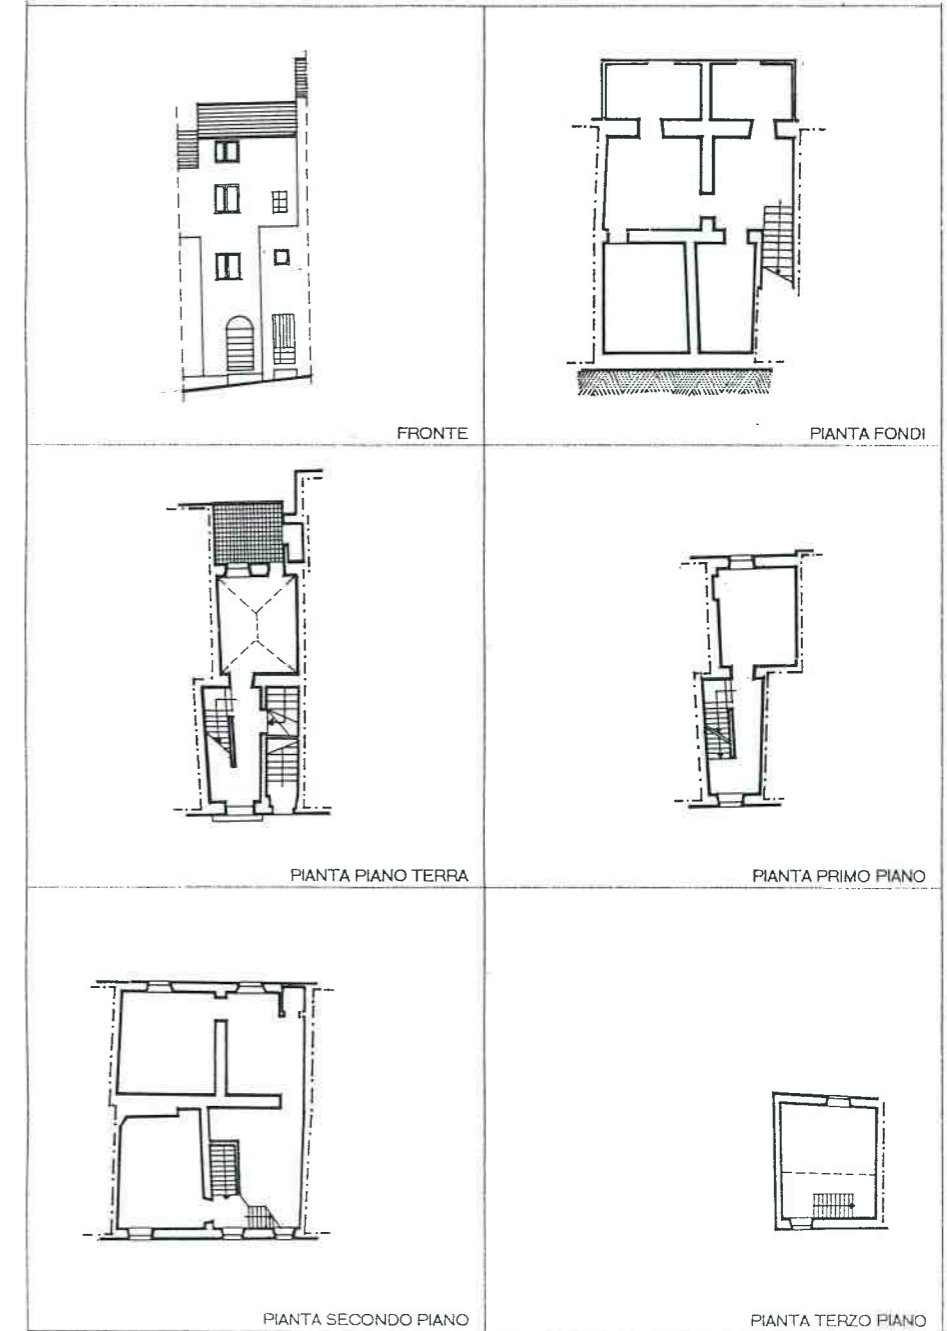 FRONTE
PIANTA FONDI
PIANTA PIANO TERRA
PIANTA PRIMO PIANO
PIANTA SECONDO PIANO
PIANTA TERZO PIANO